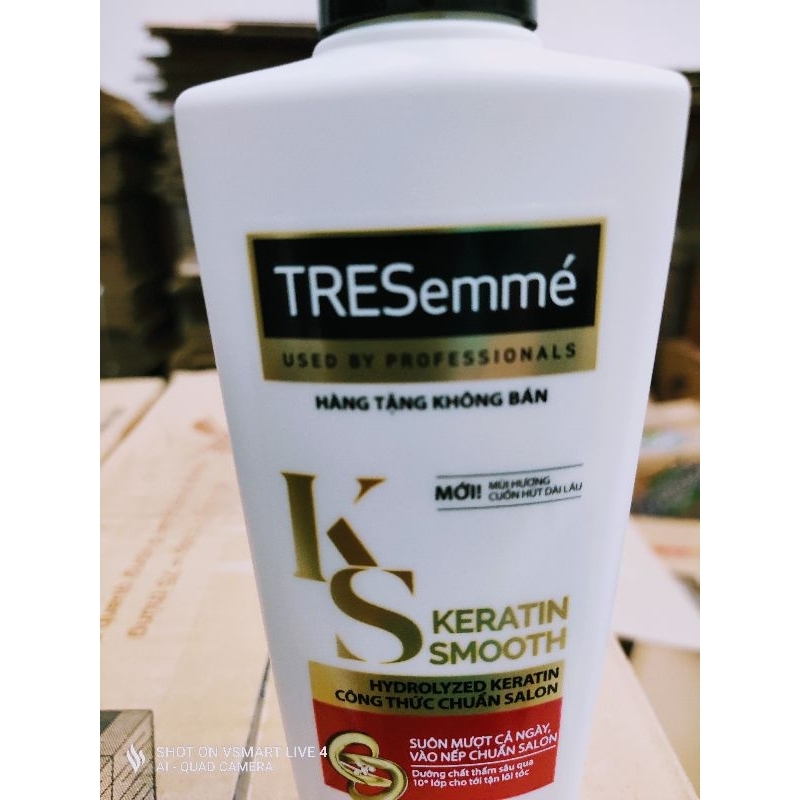 TRESemmé
USED BY PROFESSIONALS
HÀNG TẶNG KHÔNG BÁN
MỚI! MÙI HƯƠNG
CUỐN HÚT DÀI LÂU
KS
KERATIN
SMOOTH
HYDROLYZED KERATIN
CÔNG THỨC CHUẨN SALON
SUÔN MƯỢT CẢ NGÀY,
VÀO NẾP CHUẨN SALON
Dưỡng chất thấm sâu qua
10* lớp cho tới tận lõi tóc
SHOT ON VSMART LIVE 4
AI - QUAD CAMERA